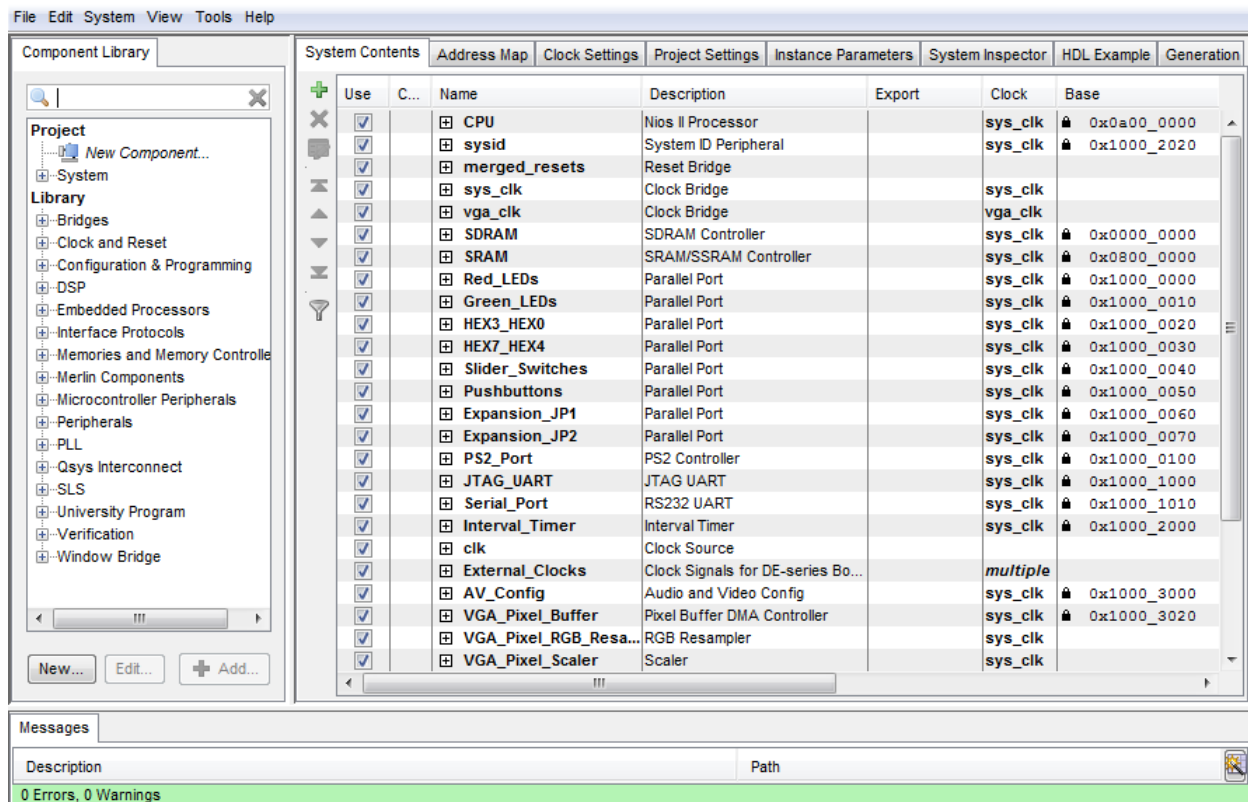 File Edit System View Tools Help
Component Library
Project
New Component...
System
Library
Bridges
Clock and Reset
Configuration & Programming
DSP
Embedded Processors
Interface Protocols
Memories and Memory Controlle
Merlin Components
Microcontroller Peripherals
Peripherals
PLL
Qsys Interconnect
SLS
University Program
Verification
Window Bridge
New... Edit... Add...
System Contents Address Map Clock Settings Project Settings Instance Parameters System Inspector HDL Example Generation
Use C... Name Description Export Clock Base
CPU Nios II Processor sys_clk 0x0a00_0000
sysid System ID Peripheral sys_clk 0x1000_2020
merged_resets Reset Bridge
sys_clk Clock Bridge sys_clk
vga_clk Clock Bridge vga_clk
SDRAM SDRAM Controller sys_clk 0x0000_0000
SRAM SRAM/SSRAM Controller sys_clk 0x0800_0000
Red_LEDs Parallel Port sys_clk 0x1000_0000
Green_LEDs Parallel Port sys_clk 0x1000_0010
HEX3_HEX0 Parallel Port sys_clk 0x1000_0020
HEX7_HEX4 Parallel Port sys_clk 0x1000_0030
Slider_Switches Parallel Port sys_clk 0x1000_0040
Pushbuttons Parallel Port sys_clk 0x1000_0050
Expansion_JP1 Parallel Port sys_clk 0x1000_0060
Expansion_JP2 Parallel Port sys_clk 0x1000_0070
PS2_Port PS2 Controller sys_clk 0x1000_0100
JTAG_UART JTAG UART sys_clk 0x1000_1000
Serial_Port RS232 UART sys_clk 0x1000_1010
Interval_Timer Interval Timer sys_clk 0x1000_2000
clk Clock Source
External_Clocks Clock Signals for DE-series Bo... multiple
AV_Config Audio and Video Config sys_clk 0x1000_3000
VGA_Pixel_Buffer Pixel Buffer DMA Controller sys_clk 0x1000_3020
VGA_Pixel_RGB_Resa... RGB Resampler sys_clk
VGA_Pixel_Scaler Scaler sys_clk
Messages
Description Path
0 Errors, 0 Warnings